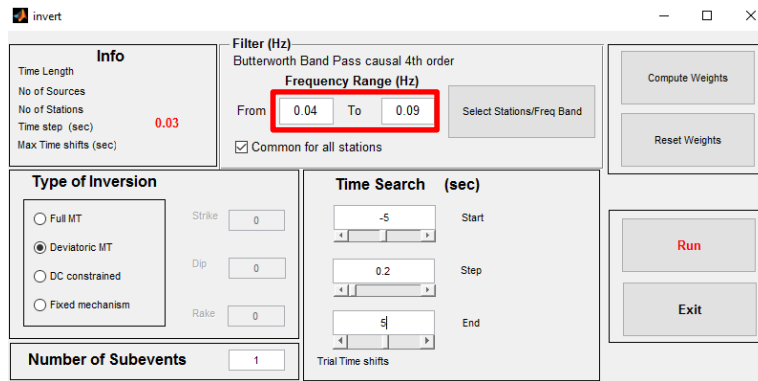 invert
Info
Time Length
No of Sources
No of Stations
Time step (sec)
0.03
Max Time shifts (sec)
Filter (Hz)
Butterworth Band Pass causal 4th order
Frequency Range (Hz)
From 0.04 To 0.09
Select Stations/Freq Band
Common for all stations
Compute Weights
Reset Weights
Type of Inversion
Full MT
Deviatoric MT
DC constrained
Fixed mechanism
Strike 0
Dip 0
Rake 0
Number of Subevents 1
Time Search (sec)
-5 Start
0.2 Step
5 End
Trial Time shifts
Run
Exit